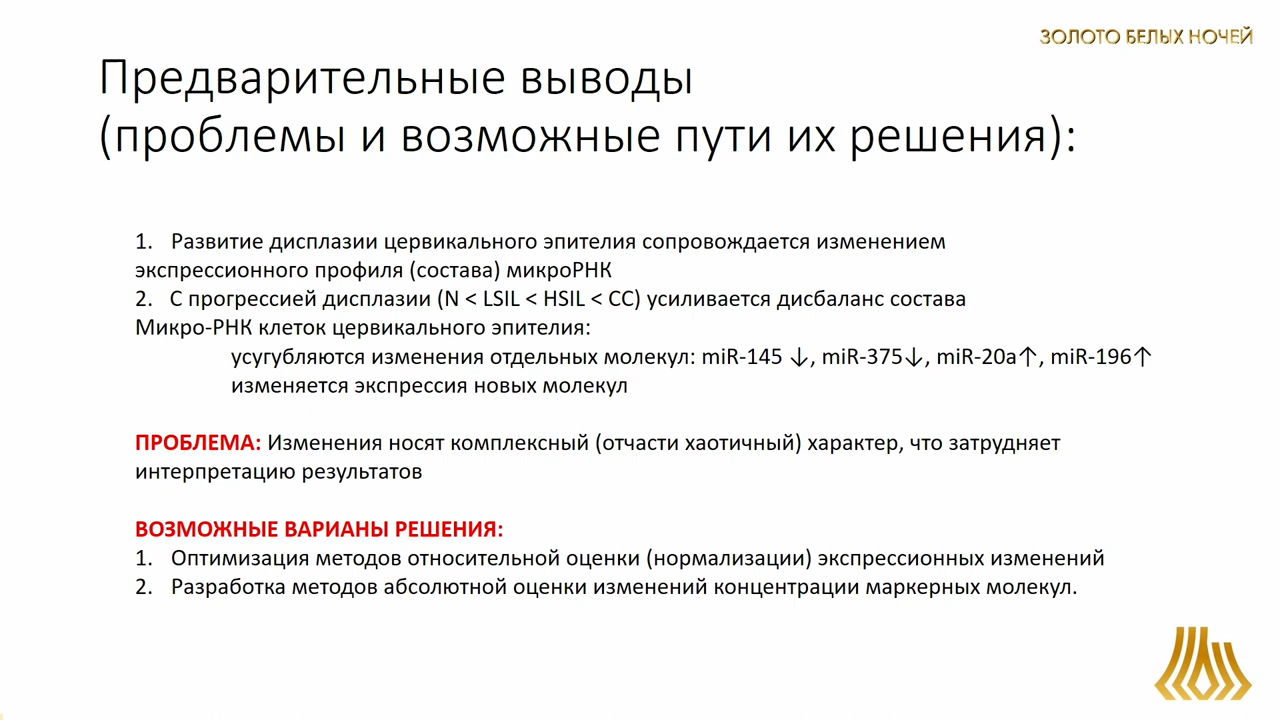 ЗОЛОТО БЕЛЫХ НОЧЕЙ
Предварительные выводы
(проблемы и возможные пути их решения):
1. Развитие дисплазии цервикального эпителия сопровождается изменением
экспрессионного профиля (состава) микроРНК
2. С прогрессией дисплазии (N < LSIL < HSIL < CC) усиливается дисбаланс состава
Микро-РНК клеток цервикального эпителия:
усугубляются изменения отдельных молекул: miR-145 ↓, miR-375↓, miR-20a↑, miR-196↑
изменяется экспрессия новых молекул
ПРОБЛЕМА: Изменения носят комплексный (отчасти хаотичный) характер, что затрудняет
интерпретацию результатов
ВОЗМОЖНЫЕ ВАРИАНЫ РЕШЕНИЯ:
1. Оптимизация методов относительной оценки (нормализации) экспрессионных изменений
2. Разработка методов абсолютной оценки изменений концентрации маркерных молекул.